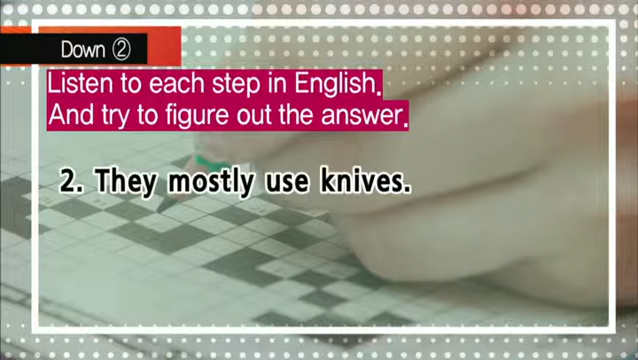 Down ②
Listen to each step in English.
And try to figure out the answer.
2. They mostly use knives.